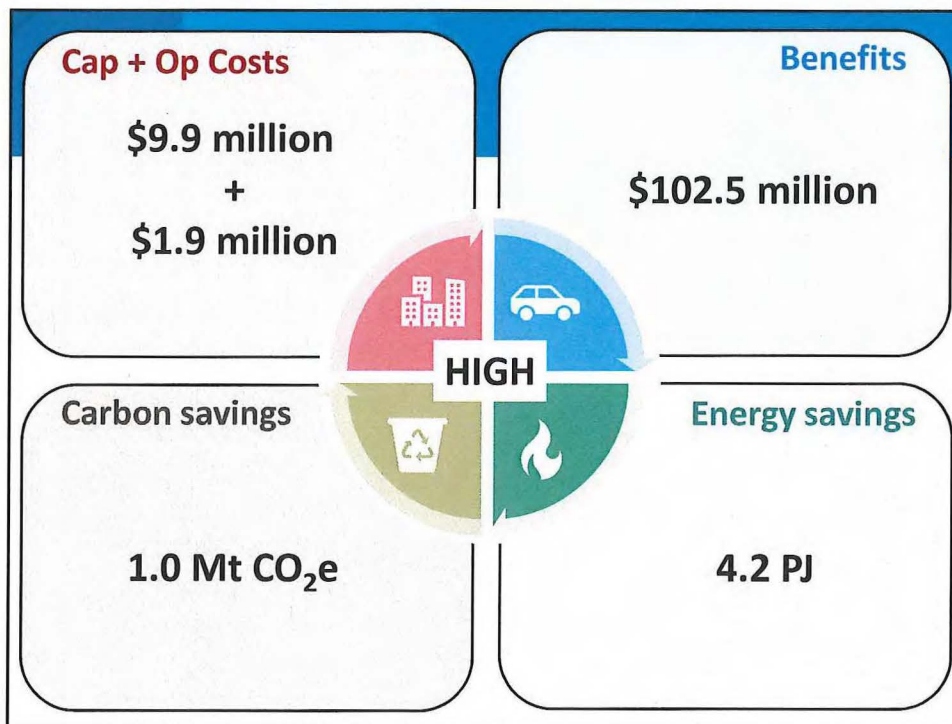 Cap + Op Costs
$9.9 million
+
$1.9 million
Benefits
$102.5 million
HIGH
Carbon savings
1.0 Mt CO₂e
Energy savings
4.2 PJ